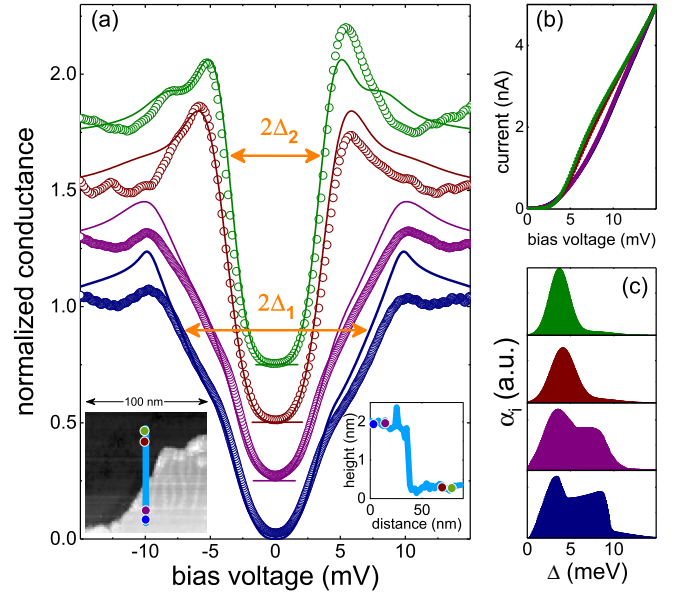 (a)
normalized conductance
2.0
1.5
1.0
0.5
0.0
-10
-5
0
5
10
bias voltage (mV)
2Δ2
2Δ1
100 nm
height (nm)
2
1
0
0
50
distance (nm)
(b)
current (nA)
4
2
0
0
5
10
15
bias voltage (mV)
(c)
αi (a.u.)
0
5
10
15
Δ (meV)